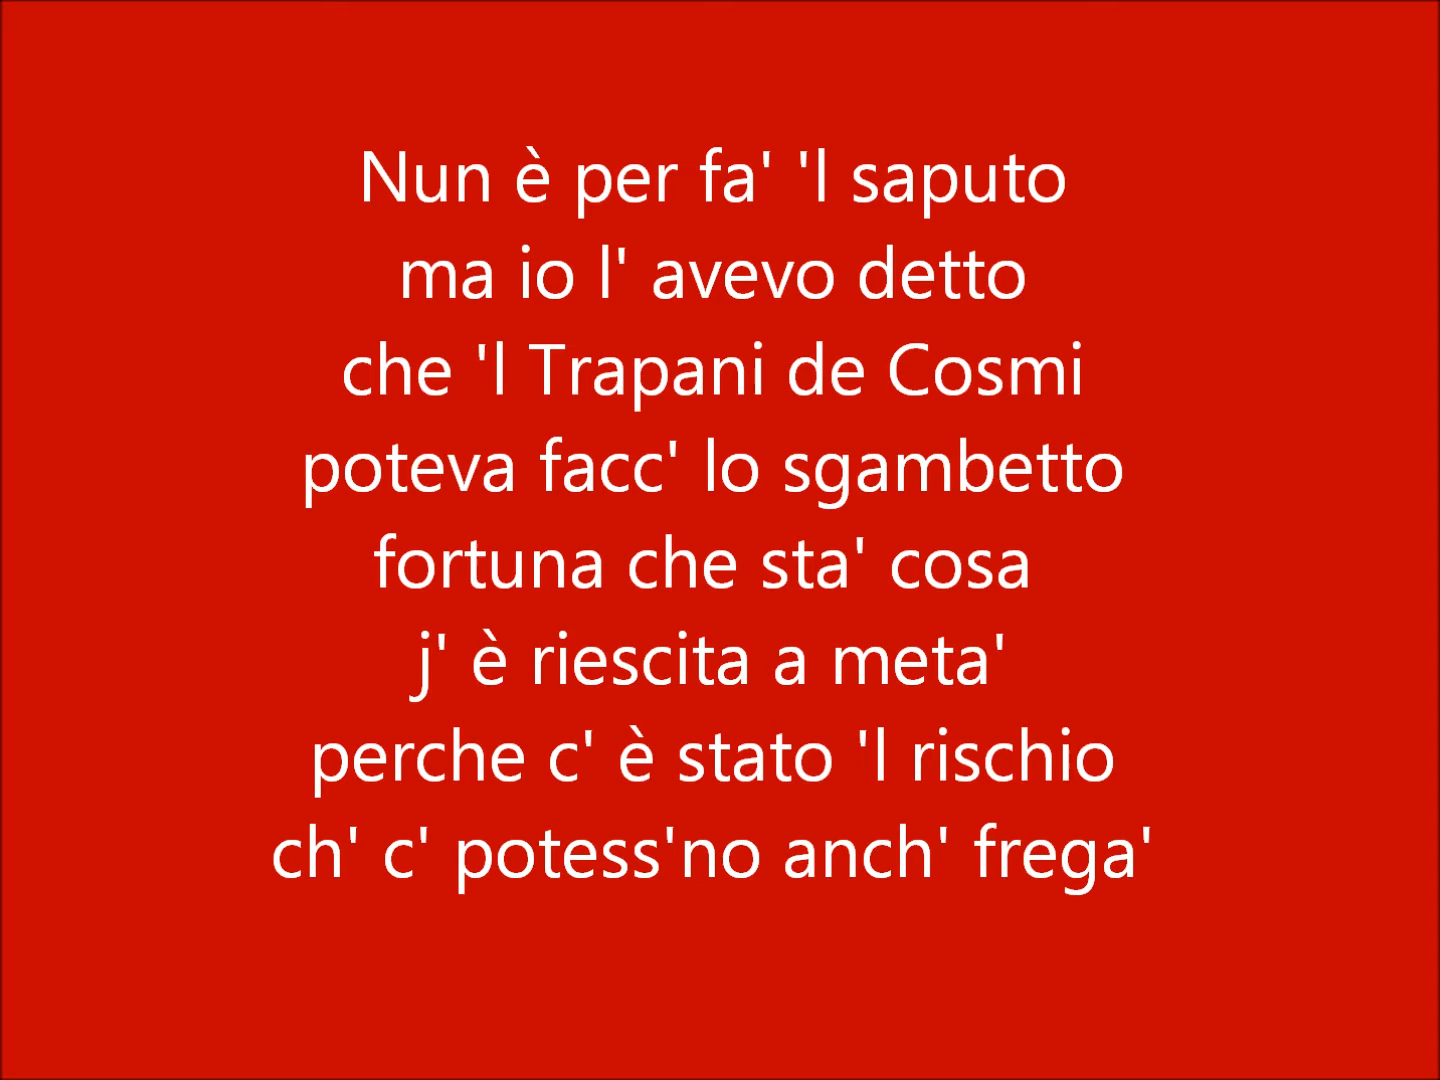 Nun è per fa' 'l saputo
ma io l' avevo detto
che 'l Trapani de Cosmi
poteva facc' lo sgambetto
fortuna che sta' cosa
j' è riescita a meta'
perche c' è stato 'l rischio
ch' c' potess'no anch' frega'